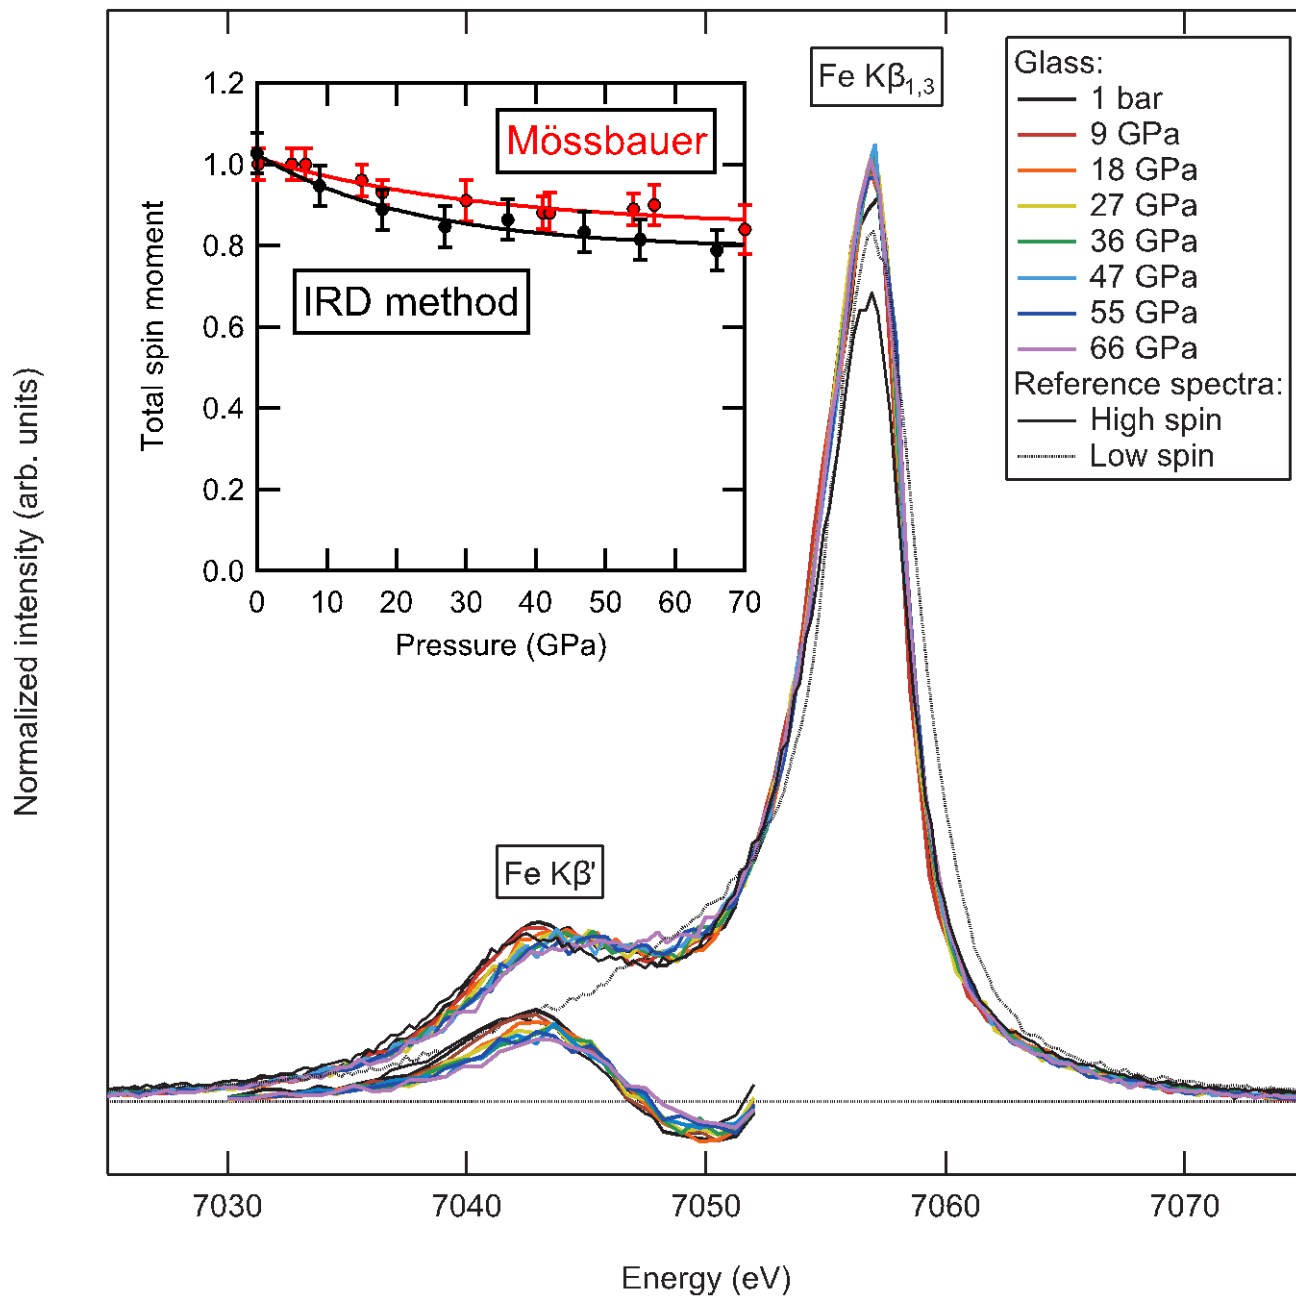 Fe Kβ1,3
Glass:
1 bar
9 GPa
18 GPa
27 GPa
36 GPa
47 GPa
55 GPa
66 GPa
Reference spectra:
High spin
Low spin
Mössbauer
IRD method
Total spin moment
1.2
1.0
0.8
0.6
0.4
0.2
0.0
0 10 20 30 40 50 60 70
Pressure (GPa)
Normalized intensity (arb. units)
Fe Kβ'
7030 7040 7050 7060 7070
Energy (eV)